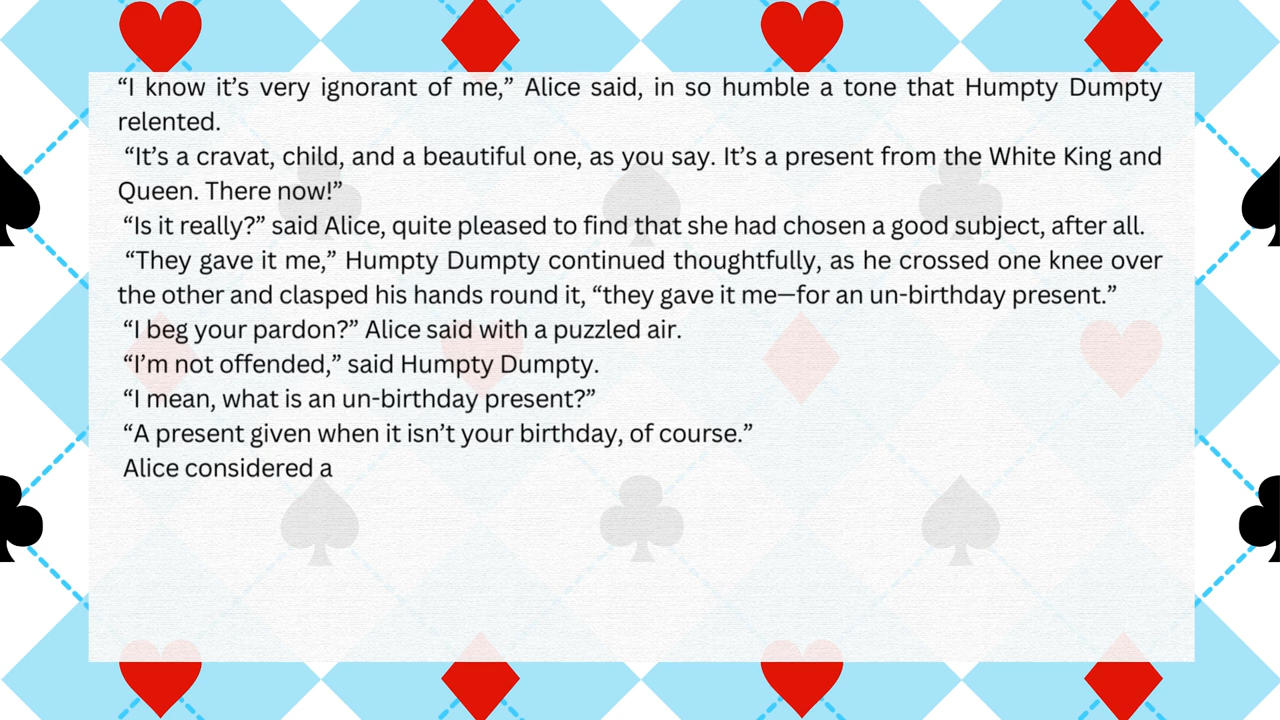 “I know it’s very ignorant of me,” Alice said, in so humble a tone that Humpty Dumpty
relented.
“It’s a cravat, child, and a beautiful one, as you say. It’s a present from the White King and
Queen. There now!”
“Is it really?” said Alice, quite pleased to find that she had chosen a good subject, after all.
“They gave it me,” Humpty Dumpty continued thoughtfully, as he crossed one knee over
the other and clasped his hands round it, “they gave it me—for an un-birthday present.”
“I beg your pardon?” Alice said with a puzzled air.
“I’m not offended,” said Humpty Dumpty.
“I mean, what is an un-birthday present?”
“A present given when it isn’t your birthday, of course.”
Alice considered a